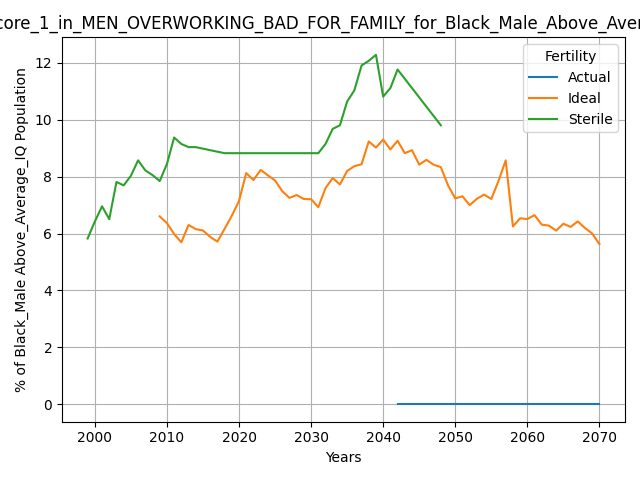 core_1_in_MEN_OVERWORKING_BAD_FOR_FAMILY_for_Black_Male_Above_Aver
Fertility
Actual
Ideal
Sterile
% of Black_Male Above_Average_IQ Population
12
10
8
6
4
2
0
2000 2010 2020 2030 2040 2050 2060 2070
Years